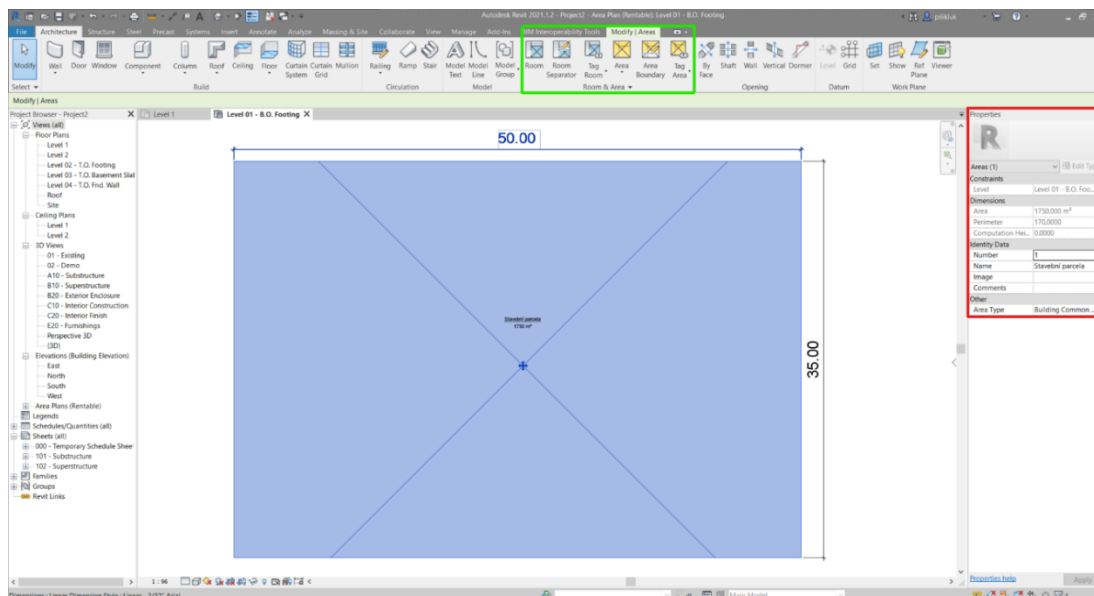 Autodesk Revit 2021.1.2 - Project2 - Area Plan (Rentable): Level 01 - B.O. Footing
piliklux
File Architecture Structure Steel Precast Systems Insert Annotate Analyze Massing & Site Collaborate View Manage Add-Ins BIM Interoperability Tools Modify | Areas
Modify Wall Door Window Component Column Roof Ceiling Floor Curtain System Curtain Grid Mullion Railing Ramp Stair Model Text Model Line Model Group Room Room Separator Tag Room Area Area Boundary Tag Area By Face Shaft Wall Vertical Dormer Level Grid Set Show Ref Plane Viewer
Select Build Circulation Model Room & Area Opening Datum Work Plane
Modify | Areas
Project Browser - Project2
Level 1
Level 01 - B.O. Footing
Views (all)
Floor Plans
Level 1
Level 2
Level 02 - T.O. Footing
Level 03 - T.O. Basement Slab
Level 04 - T.O. Fnd. Wall
Roof
Site
Ceiling Plans
Level 1
Level 2
3D Views
01 - Existing
02 - Demo
A10 - Substructure
B10 - Superstructure
B20 - Exterior Enclosure
C10 - Interior Construction
C20 - Interior Finish
E20 - Furnishings
Perspective 3D
{3D}
Elevations (Building Elevation)
East
North
South
West
Area Plans (Rentable)
Legends
Schedules/Quantities (all)
Sheets (all)
000 - Temporary Schedule Shee
101 - Substructure
102 - Superstructure
Families
Groups
Revit Links
50.00
Stavební parcela
1750 m²
35.00
1 : 96
Properties
R
Areas (1) Edit Typ
Constraints
Level Level 01 - B.O. Foo...
Dimensions
Area 1750.000 m²
Perimeter 170.0000
Computation Hei... 0.0000
Identity Data
Number 1
Name Stavební parcela
Image
Comments
Other
Area Type Building Common ...
Properties help Apply
Main Model